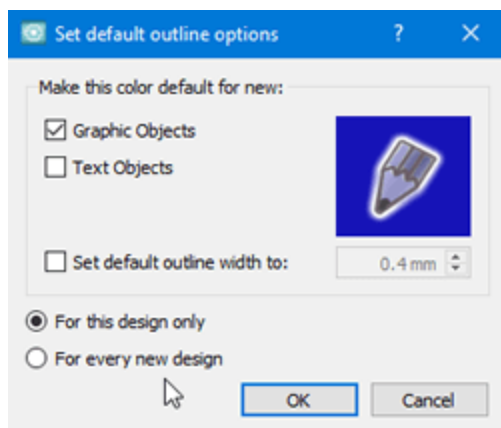 Set default outline options
Make this color default for new:
Graphic Objects
Text Objects
Set default outline width to: 0.4 mm
For this design only
For every new design
OK Cancel